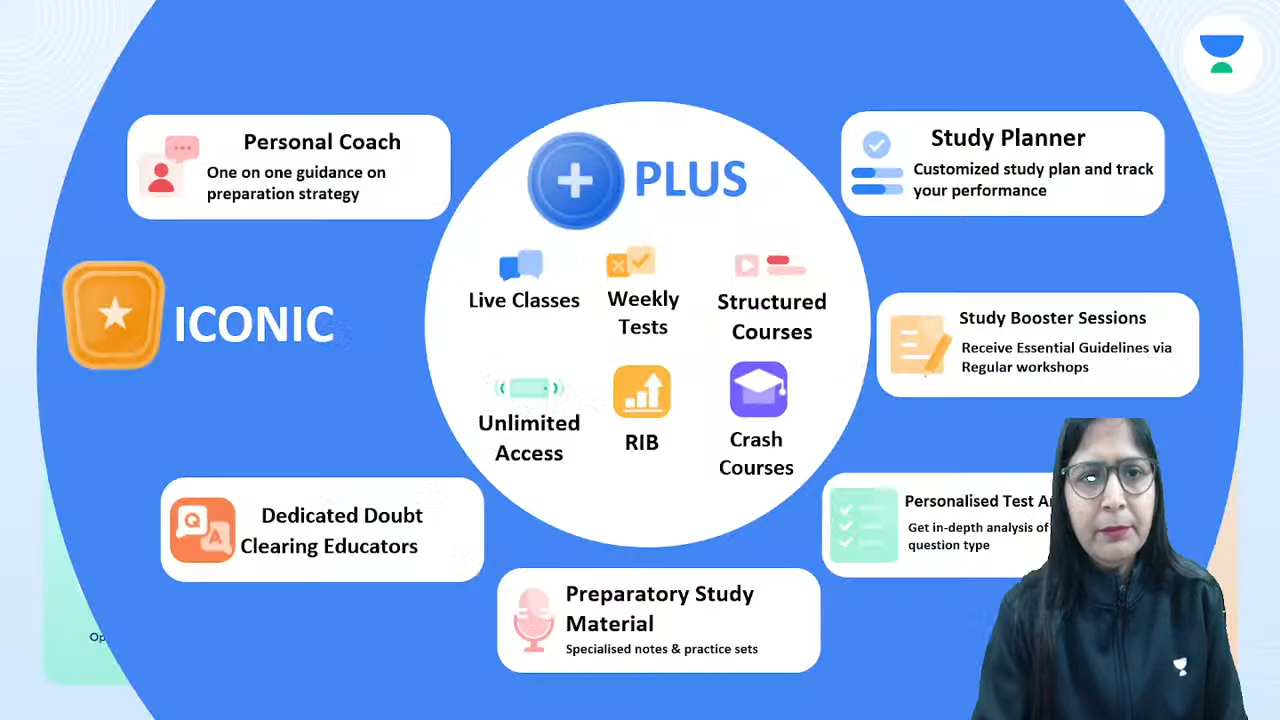 Personal Coach
One on one guidance on
preparation strategy
PLUS
Study Planner
Customized study plan and track
your performance
ICONIC
Live Classes
Weekly
Tests
Structured
Courses
Study Booster Sessions
Receive Essential Guidelines via
Regular workshops
Unlimited
Access
RIB
Crash
Courses
Q
A
Dedicated Doubt
Clearing Educators
Personalised Test
Get in-depth analysis of
question type
Preparatory Study
Material
Specialised notes & practice sets